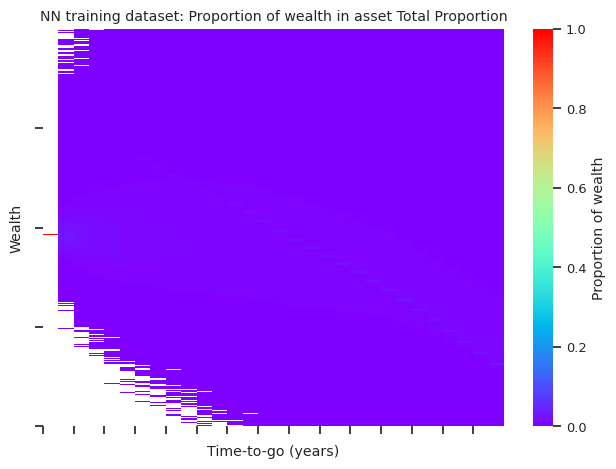 NN training dataset: Proportion of wealth in asset Total Proportion
1.0
0.8
0.6
0.4
0.2
0.0
Proportion of wealth
Wealth
Time-to-go (years)